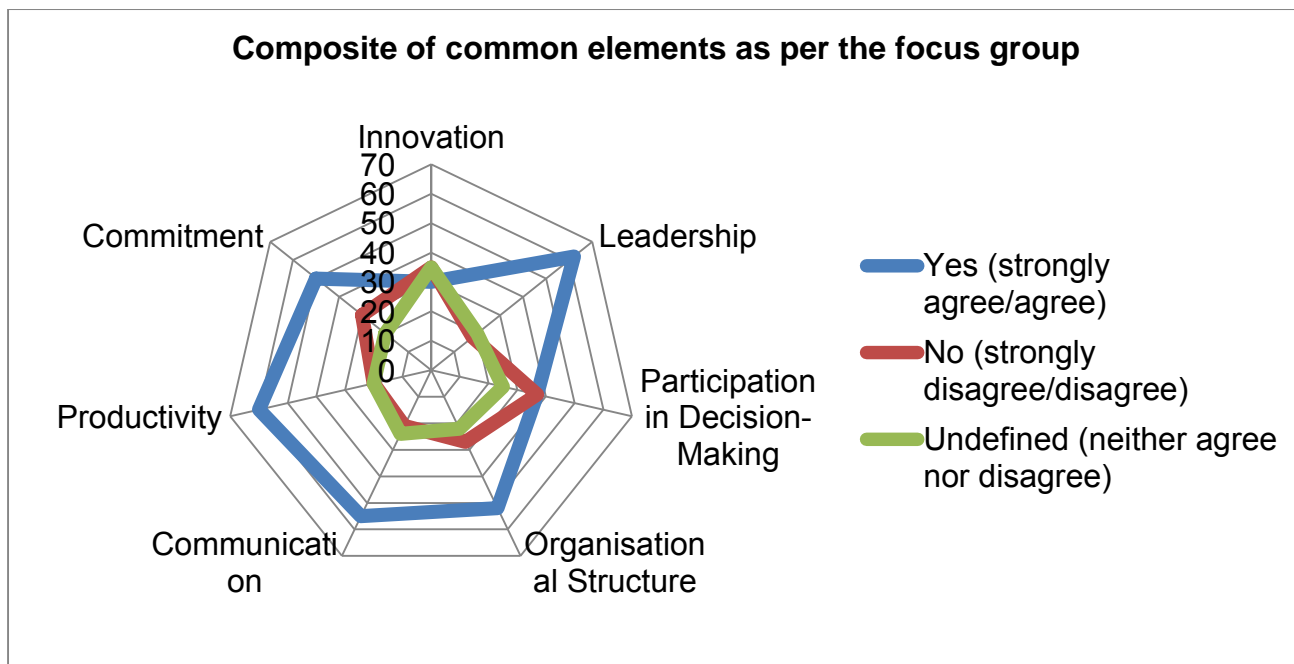 Composite of common elements as per the focus group
Innovation
70
60
50
40
30
20
10
0
Leadership
Participation
in Decision-
Making
Organisation
al Structure
Communicati
on
Productivity
Commitment
Yes (strongly
agree/agree)
No (strongly
disagree/disagree)
Undefined (neither agree
nor disagree)